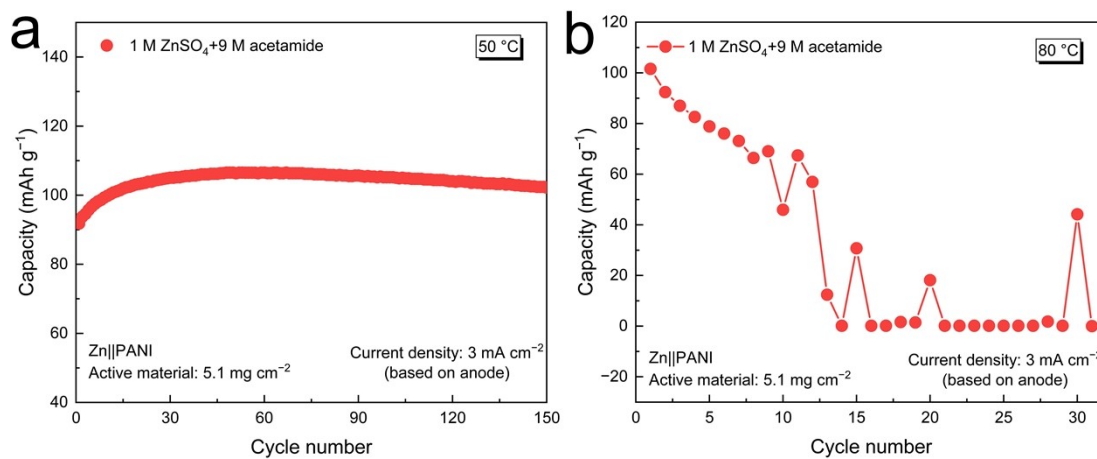 a
1 M ZnSO₄+9 M acetamide
50 °C
Capacity (mAh g⁻¹)
140
120
100
80
60
40
Zn||PANI
Active material: 5.1 mg cm⁻²
Current density: 3 mA cm⁻²
(based on anode)
0
30
60
90
120
150
Cycle number
b
1 M ZnSO₄+9 M acetamide
80 °C
Capacity (mAh g⁻¹)
120
100
80
60
40
20
0
−20
Zn||PANI
Active material: 5.1 mg cm⁻²
Current density: 3 mA cm⁻²
(based on anode)
0
5
10
15
20
25
30
Cycle number